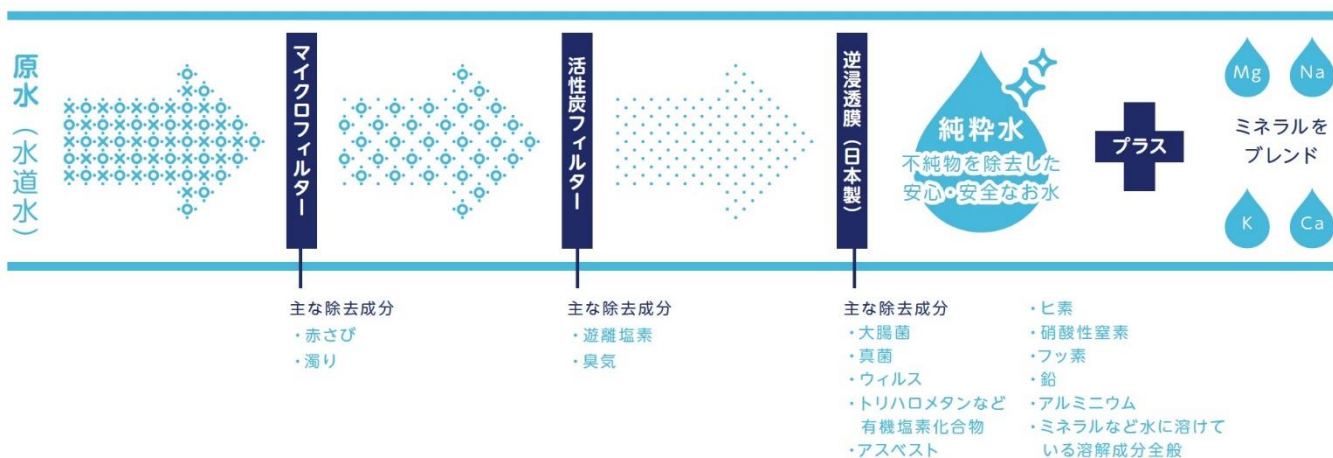 原水（水道水）
マイクロフィルター
活性炭フィルター
逆浸透膜（日本製）
純粋水
不純物を除去した
安心・安全なお水
プラス
Mg
Na
ミネラルを
ブレンド
K
Ca
主な除去成分
・赤さび
・濁り
主な除去成分
・遊離塩素
・臭気
主な除去成分
・大腸菌
・真菌
・ウィルス
・トリハロメタンなど
有機塩素化合物
・アスベスト
・ヒ素
・硝酸性窒素
・フッ素
・鉛
・アルミニウム
・ミネラルなど水に溶けて
いる溶解成分全般